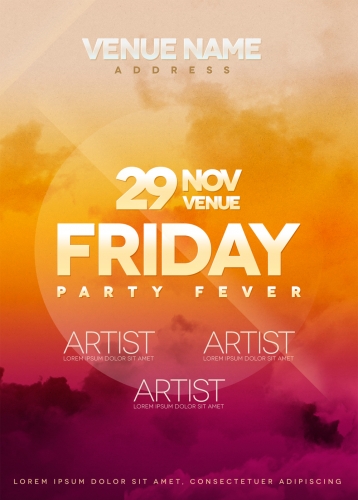 VENUE NAME
ADDRESS
29 NOV
VENUE
FRIDAY
PARTY FEVER
ARTIST
LOREM IPSUM DOLOR SIT AMET
ARTIST
LOREM IPSUM DOLOR SIT AMET
ARTIST
LOREM IPSUM DOLOR SIT AMET
LOREM IPSUM DOLOR SIT AMET, CONSECTETUER ADIPISCING